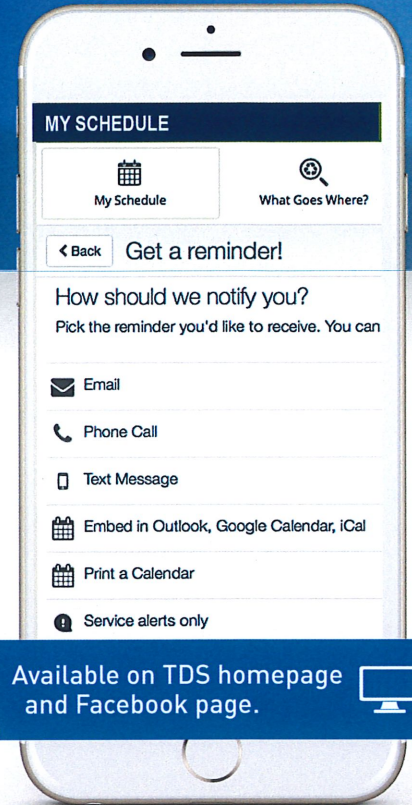 MY SCHEDULE
My Schedule
What Goes Where?
Back
Get a reminder!
How should we notify you?
Pick the reminder you'd like to receive. You can
Email
Phone Call
Text Message
Embed in Outlook, Google Calendar, iCal
Print a Calendar
Service alerts only
Available on TDS homepage
and Facebook page.